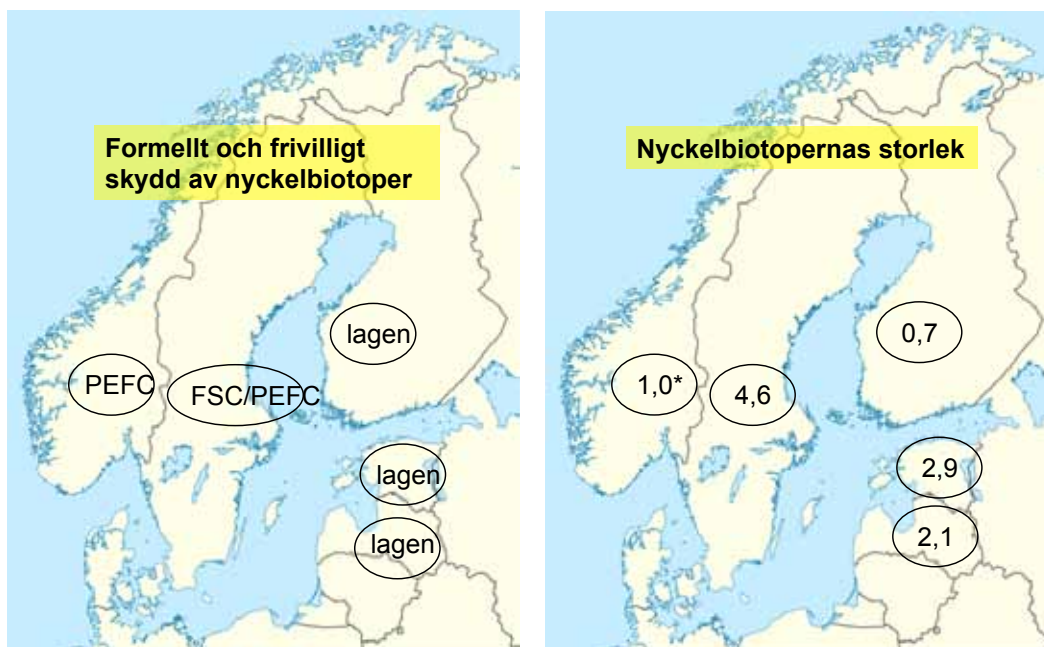 Formellt och frivilligt
skydd av nyckelbiotoper
lagen
PEFC
FSC/PEFC
lagen
lagen
Nyckelbiotopernas storlek
0,7
1,0*
4,6
2,9
2,1